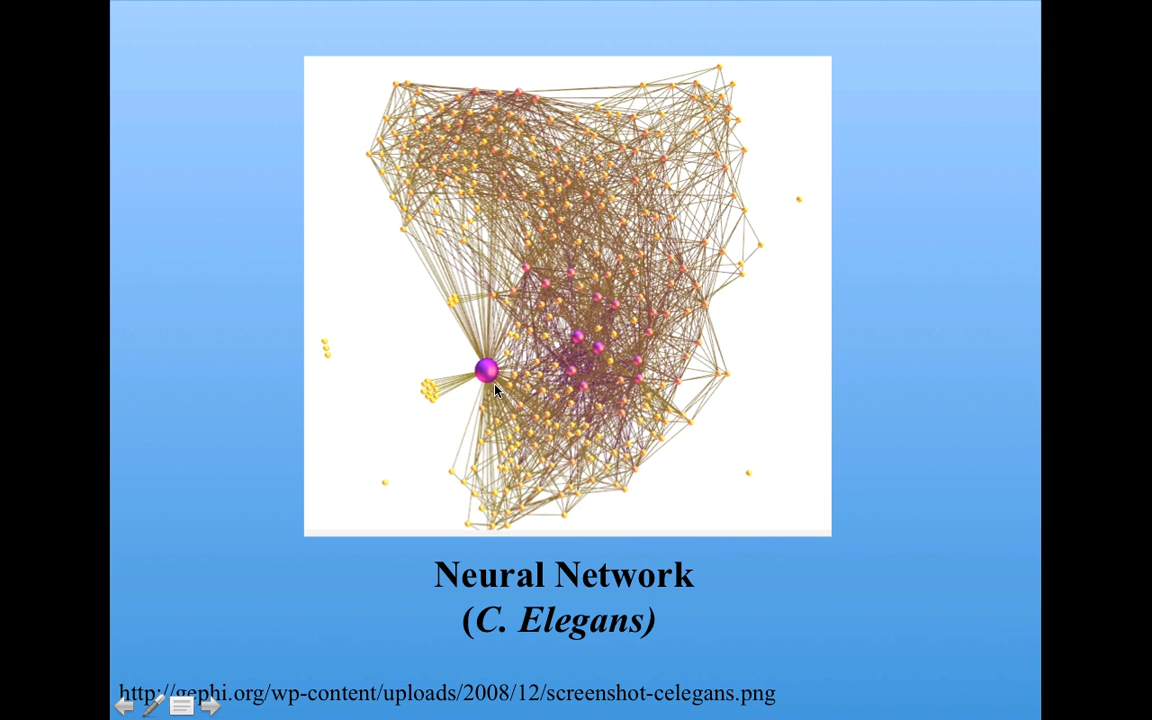 Neural Network
(C. Elegans)
http://gephi.org/wp-content/uploads/2008/12/screenshot-celegans.png